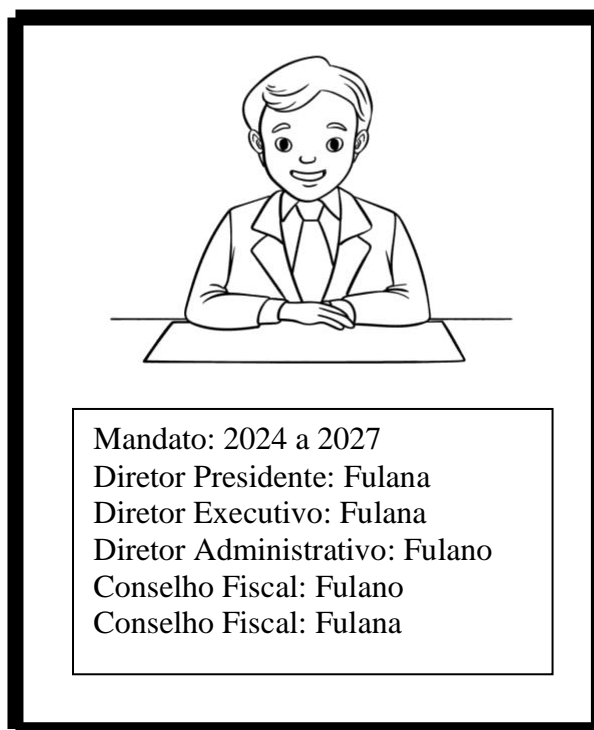 Mandato: 2024 a 2027
Diretor Presidente: Fulana
Diretor Executivo: Fulana
Diretor Administrativo: Fulano
Conselho Fiscal: Fulano
Conselho Fiscal: Fulana